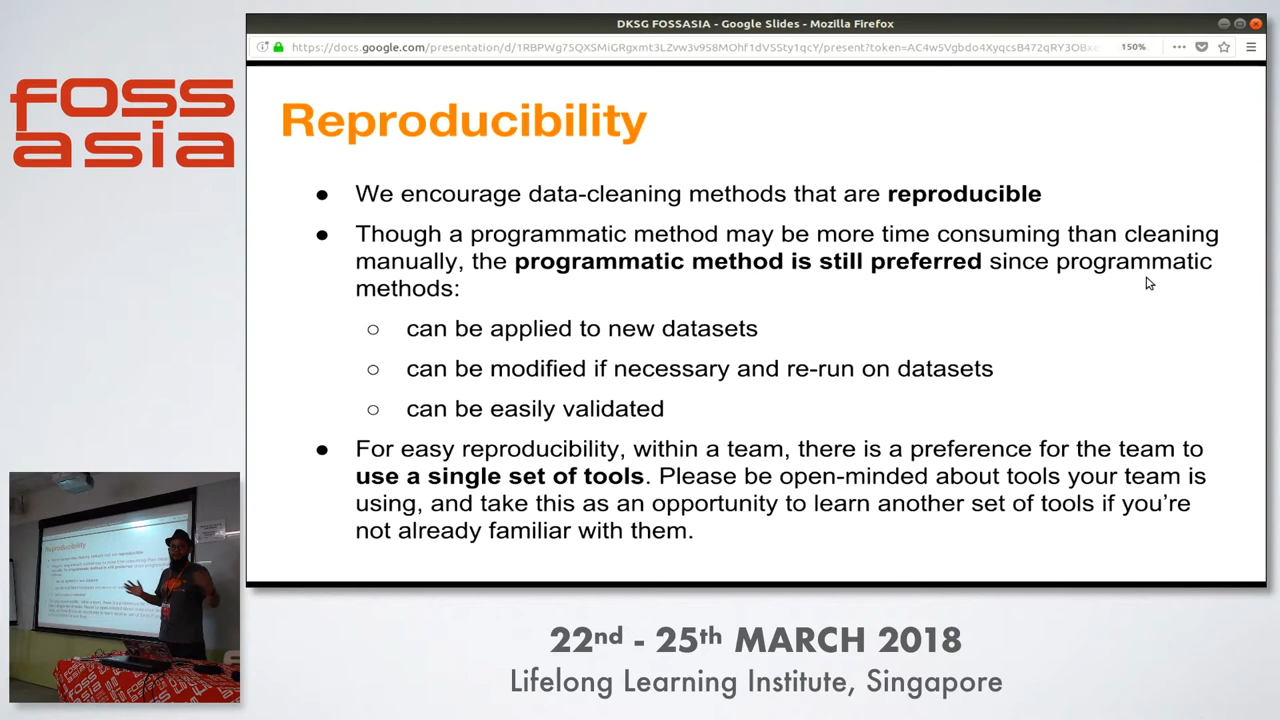 FOSS
asia
DKSG FOSSASIA - Google Slides - Mozilla Firefox
150%
Reproducibility
● We encourage data-cleaning methods that are reproducible
● Though a programmatic method may be more time consuming than cleaning
manually, the programmatic method is still preferred since programmatic
methods:
○ can be applied to new datasets
○ can be modified if necessary and re-run on datasets
○ can be easily validated
● For easy reproducibility, within a team, there is a preference for the team to
use a single set of tools. Please be open-minded about tools your team is
using, and take this as an opportunity to learn another set of tools if you're
not already familiar with them.
Reproducibility
22nd - 25th MARCH 2018
Lifelong Learning Institute, Singapore